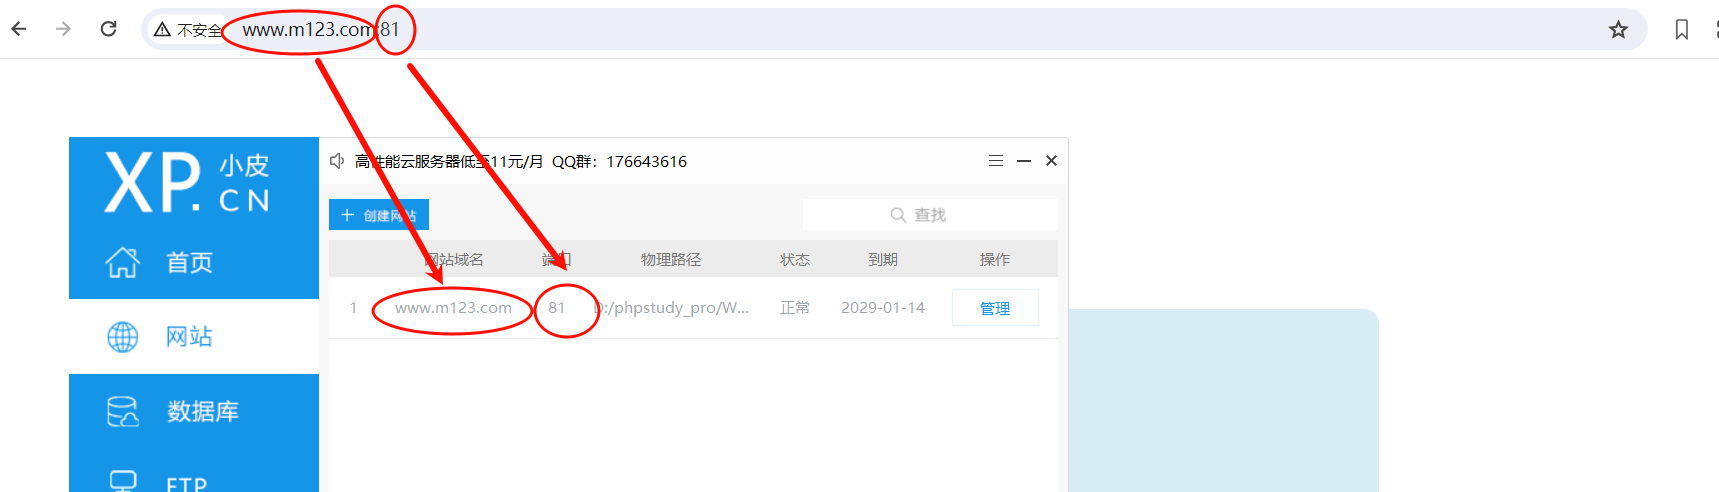 不安全 www.m123.com:81
XP.小皮CN
高性能云服务器低至11元/月 QQ群：176643616
创建网站
查找
首页
网站域名 端口 物理路径 状态 到期 操作
1 www.m123.com 81 D:/phpstudy_pro/W... 正常 2029-01-14 管理
网站
数据库
FTP